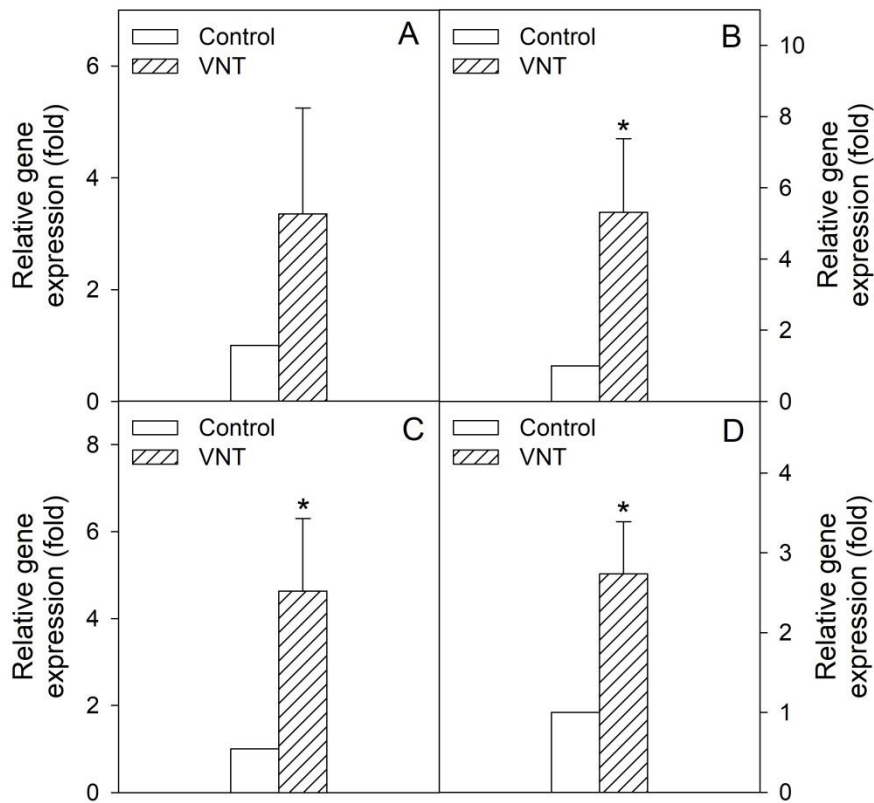 Control
VNT
A
Relative gene
expression (fold)
6
4
2
0
Control
VNT
B
*
10
8
6
4
2
0
Relative gene
expression (fold)
Control
VNT
C
*
Relative gene
expression (fold)
8
6
4
2
0
Control
VNT
D
*
4
3
2
1
0
Relative gene
expression (fold)